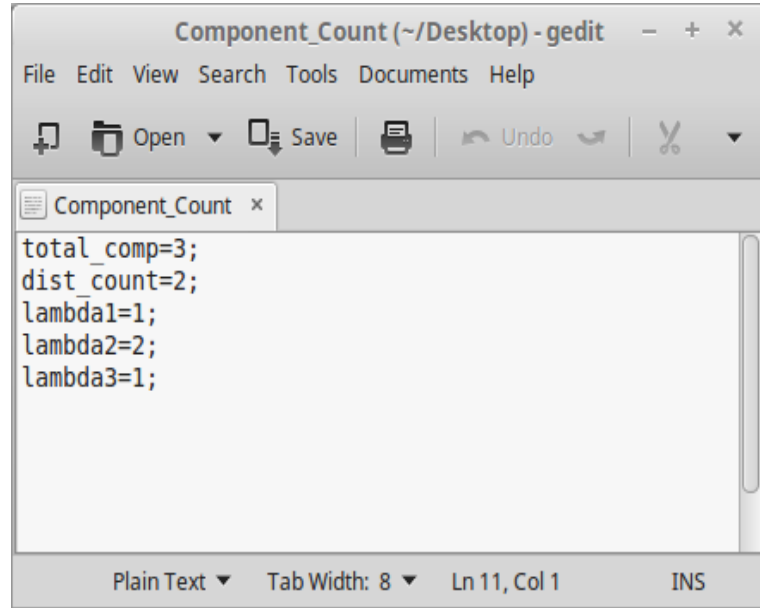 Component_Count (~/Desktop) - gedit
File Edit View Search Tools Documents Help
Open Save Undo
Component_Count
total_comp=3;
dist_count=2;
lambda1=1;
lambda2=2;
lambda3=1;
Plain Text Tab Width: 8 Ln 11, Col 1 INS